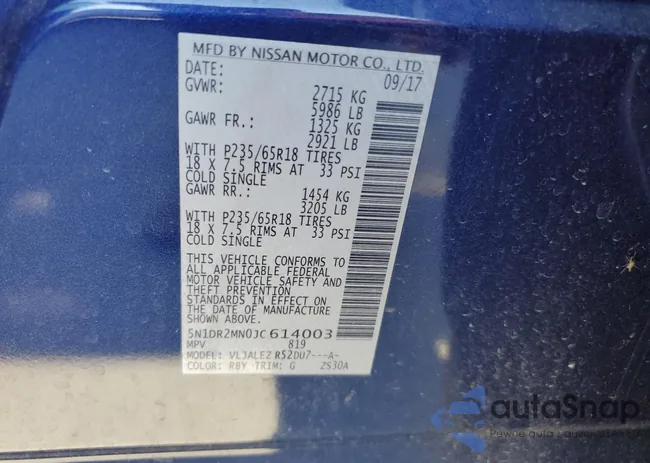 MFD BY NISSAN MOTOR CO., LTD.
DATE: 09/17
GVWR: 2715 KG
5986 LB
GAWR FR.: 1325 KG
2921 LB
WITH P235/65R18 TIRES
18 X 7.5 RIMS AT 33 PSI
COLD SINGLE
GAWR RR.: 1454 KG
3205 LB
WITH P235/65R18 TIRES
18 X 7.5 RIMS AT 33 PSI
COLD SINGLE
THIS VEHICLE CONFORMS TO
ALL APPLICABLE FEDERAL
MOTOR VEHICLE SAFETY AND
THEFT PREVENTION
STANDARDS IN EFFECT ON
THE DATE OF MANUFACTURE
SHOWN ABOVE.
5N1DR2MN0JC614003
MPV 819
MODEL: VLJALEZ R52DU7---A-
COLOR: RBY TRIM: G ZS30A
autaSnap
Pewne auta